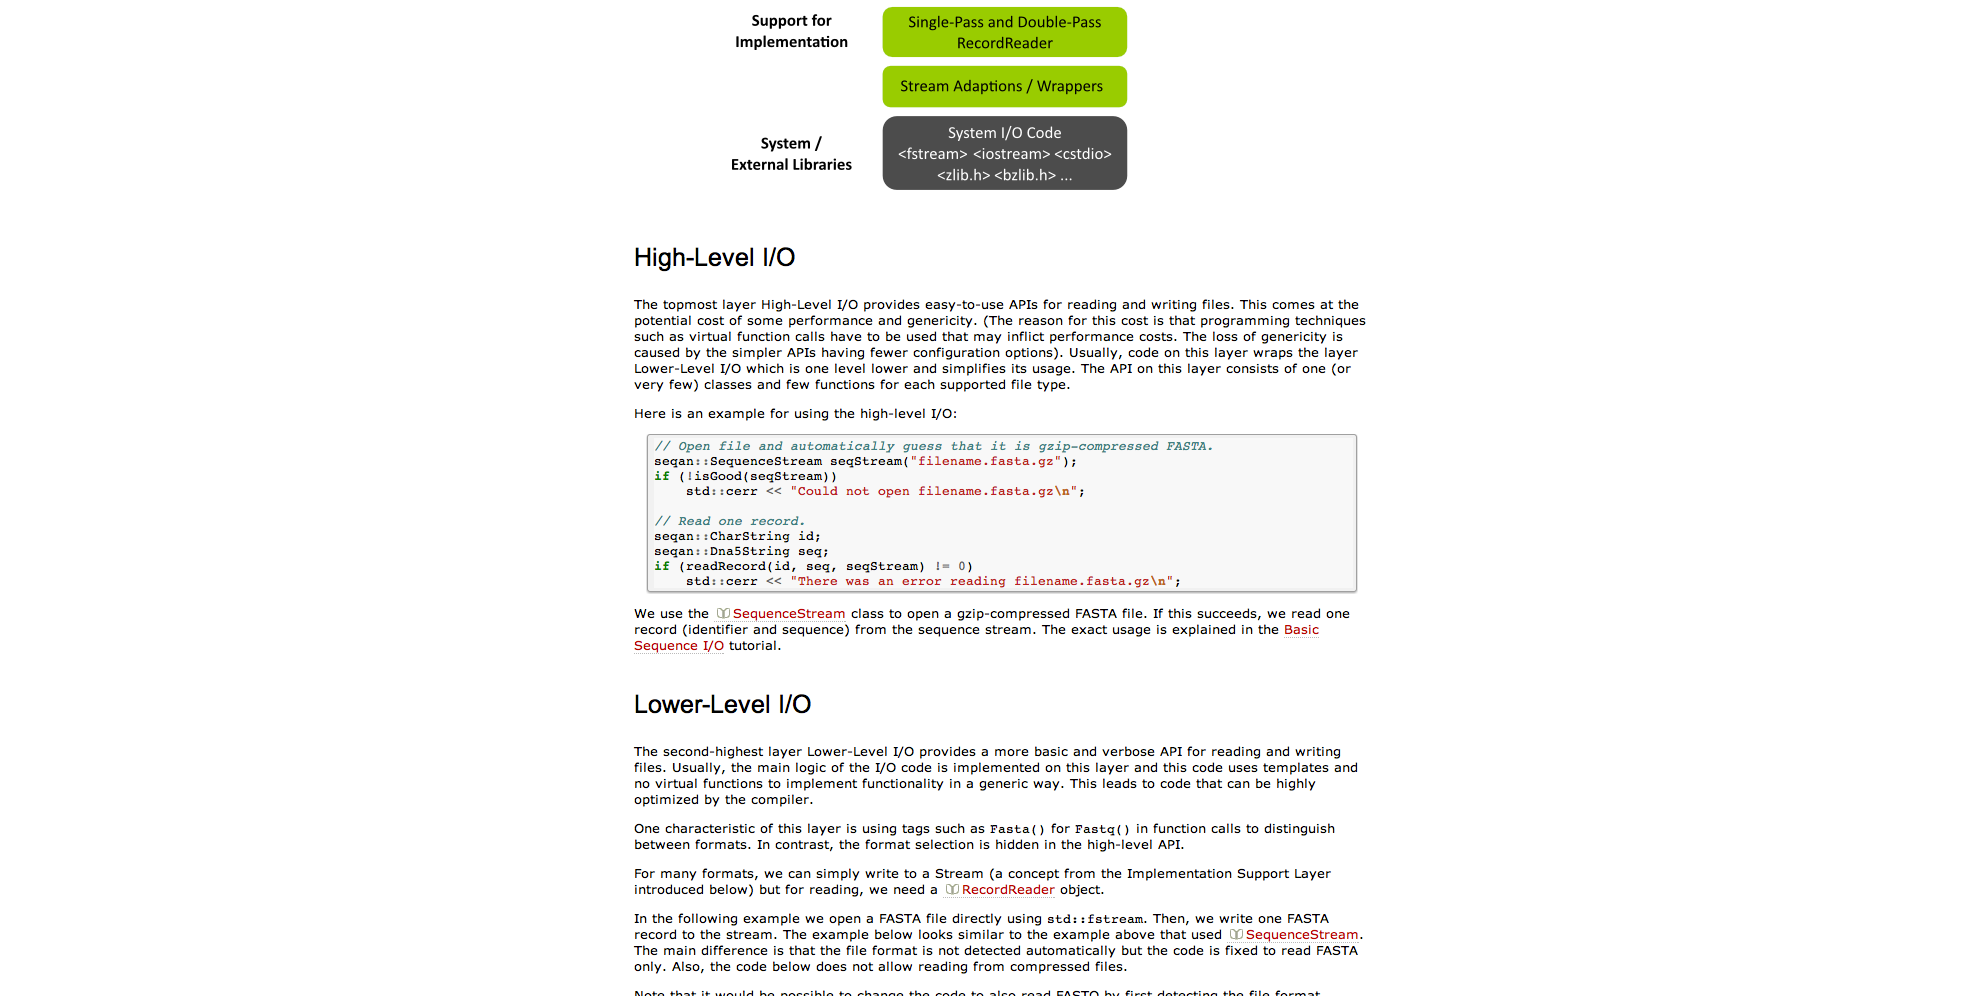 Support for
Implementation
Single-Pass and Double-Pass
RecordReader
Stream Adaptions / Wrappers
System /
External Libraries
System I/O Code
<fstream> <iostream> <cstdio>
<zlib.h> <bzlib.h> ...
High-Level I/O
The topmost layer High-Level I/O provides easy-to-use APIs for reading and writing files. This comes at the
potential cost of some performance and genericity. (The reason for this cost is that programming techniques
such as virtual function calls have to be used that may inflict performance costs. The loss of genericity is
caused by the simpler APIs having fewer configuration options). Usually, code on this layer wraps the layer
Lower-Level I/O which is one level lower and simplifies its usage. The API on this layer consists of one (or
very few) classes and few functions for each supported file type.
Here is an example for using the high-level I/O:
// Open file and automatically guess that it is gzip-compressed FASTA.
seqan::SequenceStream seqStream("filename.fasta.gz");
if (!isGood(seqStream))
    std::cerr << "Could not open filename.fasta.gz\n";
// Read one record.
seqan::CharString id;
seqan::Dna5String seq;
if (readRecord(id, seq, seqStream) != 0)
    std::cerr << "There was an error reading filename.fasta.gz\n";
We use the SequenceStream class to open a gzip-compressed FASTA file. If this succeeds, we read one
record (identifier and sequence) from the sequence stream. The exact usage is explained in the Basic
Sequence I/O tutorial.
Lower-Level I/O
The second-highest layer Lower-Level I/O provides a more basic and verbose API for reading and writing
files. Usually, the main logic of the I/O code is implemented on this layer and this code uses templates and
no virtual functions to implement functionality in a generic way. This leads to code that can be highly
optimized by the compiler.
One characteristic of this layer is using tags such as Fasta() for Fastq() in function calls to distinguish
between formats. In contrast, the format selection is hidden in the high-level API.
For many formats, we can simply write to a Stream (a concept from the Implementation Support Layer
introduced below) but for reading, we need a RecordReader object.
In the following example we open a FASTA file directly using std::fstream. Then, we write one FASTA
record to the stream. The example below looks similar to the example above that used SequenceStream.
The main difference is that the file format is not detected automatically but the code is fixed to read FASTA
only. Also, the code below does not allow reading from compressed files.
Note that it would be possible to change the code to also read FASTQ by first detecting the file format